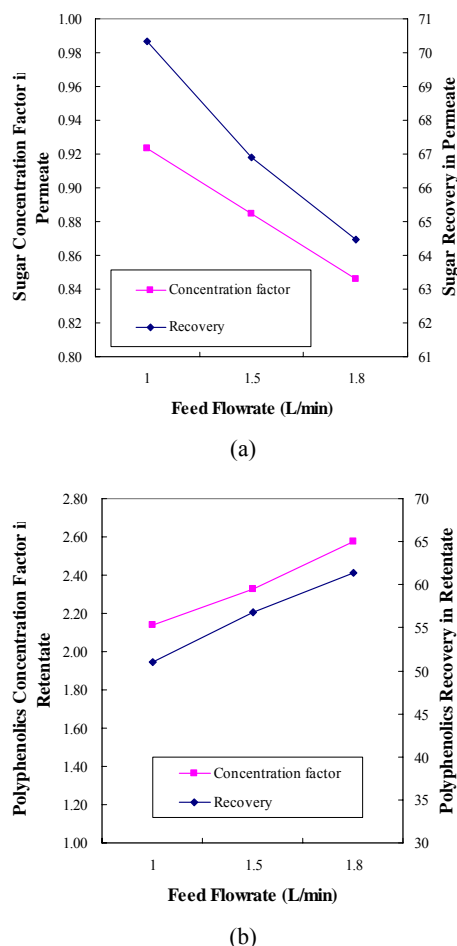 1.00
0.98
0.96
0.94
0.92
0.90
0.88
0.86
0.84
0.82
0.80
71
70
69
68
67
66
65
64
63
62
61
Sugar Concentration Factor i
Permeate
Sugar Recovery in Permeate
Concentration factor
Recovery
1 1.5 1.8
Feed Flowrate (L/min)
(a)
2.80
2.60
2.40
2.20
2.00
1.80
1.60
1.40
1.20
1.00
70
65
60
55
50
45
40
35
30
Polyphenolics Concentration Factor i
Retentate
Polyphenolics Recovery in Retentate
Concentration factor
Recovery
1 1.5 1.8
Feed Flowrate (L/min)
(b)